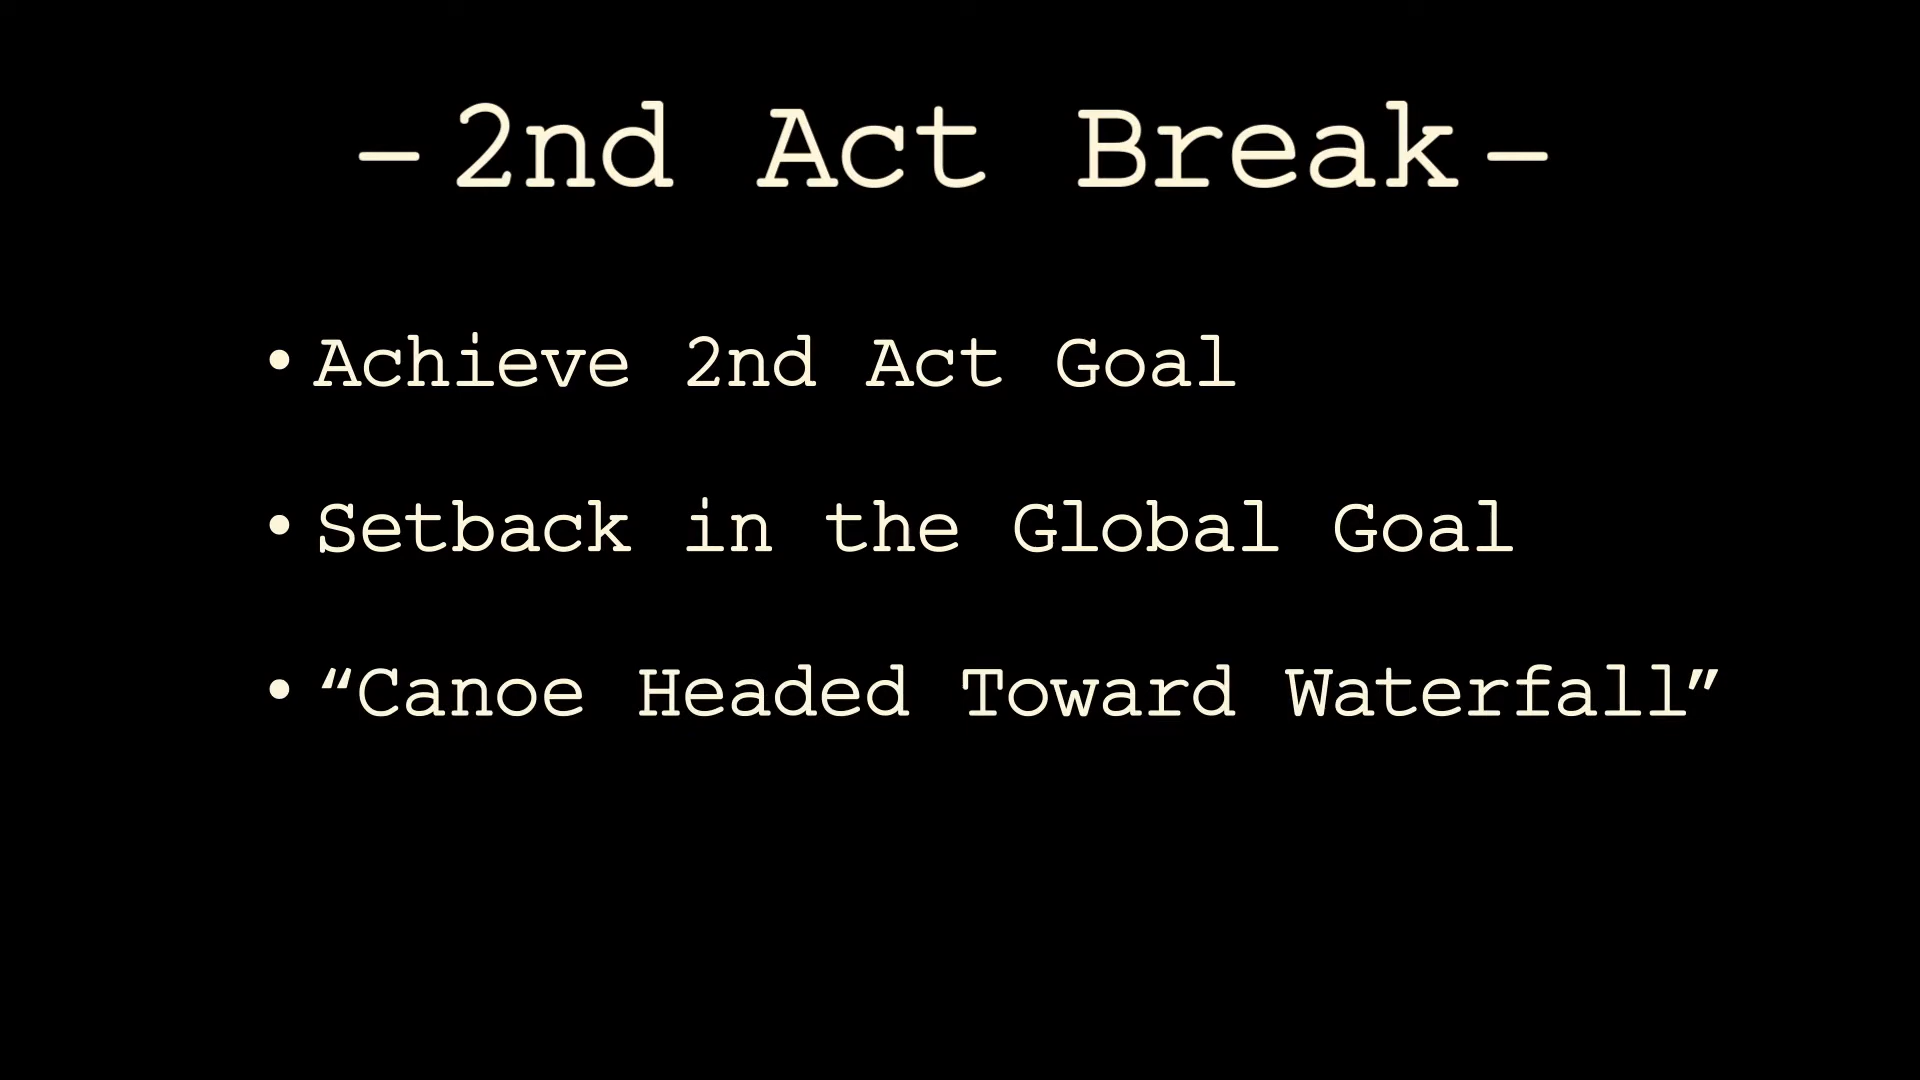 – 2nd Act Break –
• Achieve 2nd Act Goal
• Setback in the Global Goal
• “Canoe Headed Toward Waterfall”